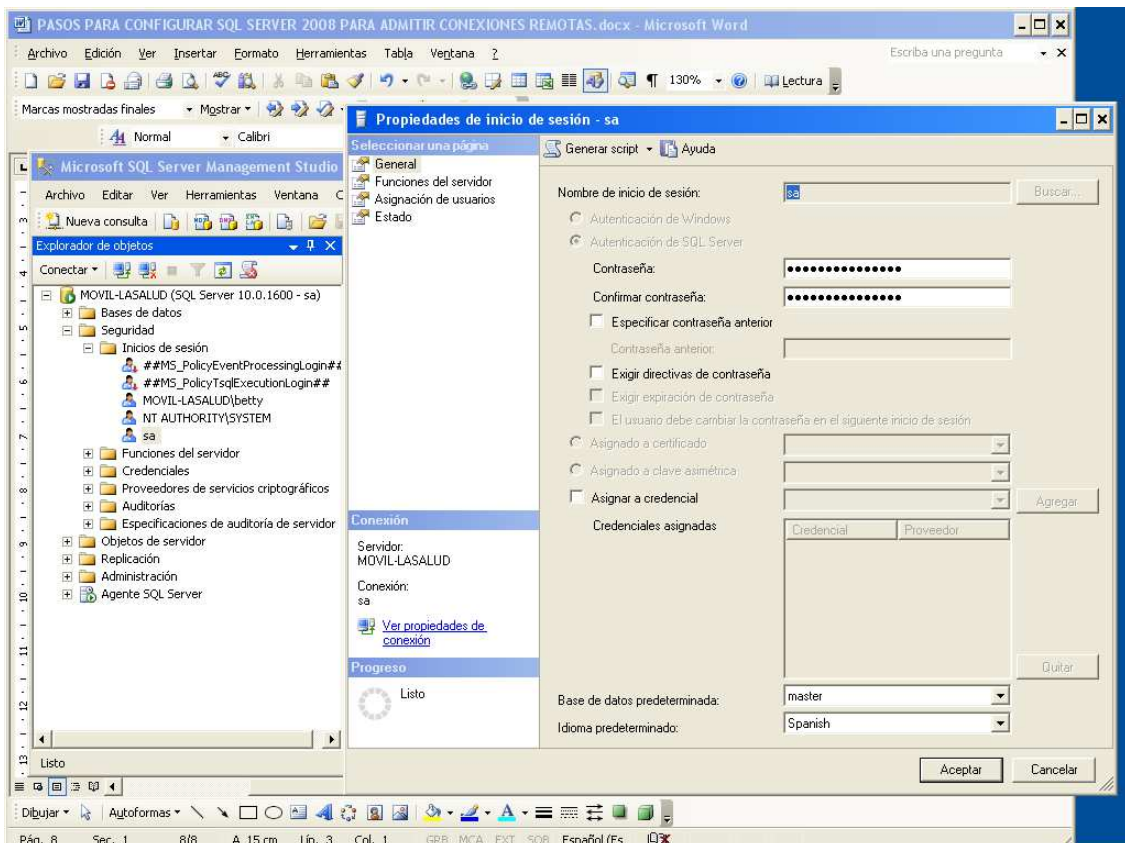 PASOS PARA CONFIGURAR SQL SERVER 2008 PARA ADMITIR CONEXIONES REMOTAS.docx - Microsoft Word
Archivo Edición Ver Insertar Formato Herramientas Tabla Ventana ? Escriba una pregunta
130% Lectura
Marcas mostradas finales Mostrar
Normal Calibri
Microsoft SQL Server Management Studio
Archivo Editar Ver Herramientas Ventana C
Nueva consulta
Explorador de objetos
Conectar
MOVIL-LASALUD (SQL Server 10.0.1600 - sa)
Bases de datos
Seguridad
Inicios de sesión
##MS_PolicyEventProcessingLogin##
##MS_PolicyTsqlExecutionLogin##
MOVIL-LASALUD\betty
NT AUTHORITY\SYSTEM
sa
Funciones del servidor
Credenciales
Proveedores de servicios criptográficos
Auditorías
Especificaciones de auditoría de servidor
Objetos de servidor
Replicación
Administración
Agente SQL Server
Listo
Propiedades de inicio de sesión - sa
Seleccionar una página
General
Funciones del servidor
Asignación de usuarios
Estado
Conexión
Servidor:
MOVIL-LASALUD
Conexión:
sa
Ver propiedades de
conexión
Progreso
Listo
Generar script Ayuda
Nombre de inicio de sesión: sa Buscar...
Autenticación de Windows
Autenticación de SQL Server
Contraseña: ●●●●●●●●●●●●●●●
Confirmar contraseña: ●●●●●●●●●●●●●●●
Especificar contraseña anterior
Contraseña anterior:
Exigir directivas de contraseña
Exigir expiración de contraseña
El usuario debe cambiar la contraseña en el siguiente inicio de sesión
Asignado a certificado
Asignado a clave asimétrica
Asignar a credencial Agregar
Credenciales asignadas Credencial Proveedor
Quitar
Base de datos predeterminada: master
Idioma predeterminado: Spanish
Aceptar Cancelar
Dibujar Autoformas
Pág. 8 Sec. 1 8/8 A 15 cm Lín. 3 Col. 1 GRB MCA EXT SOB Español (Es